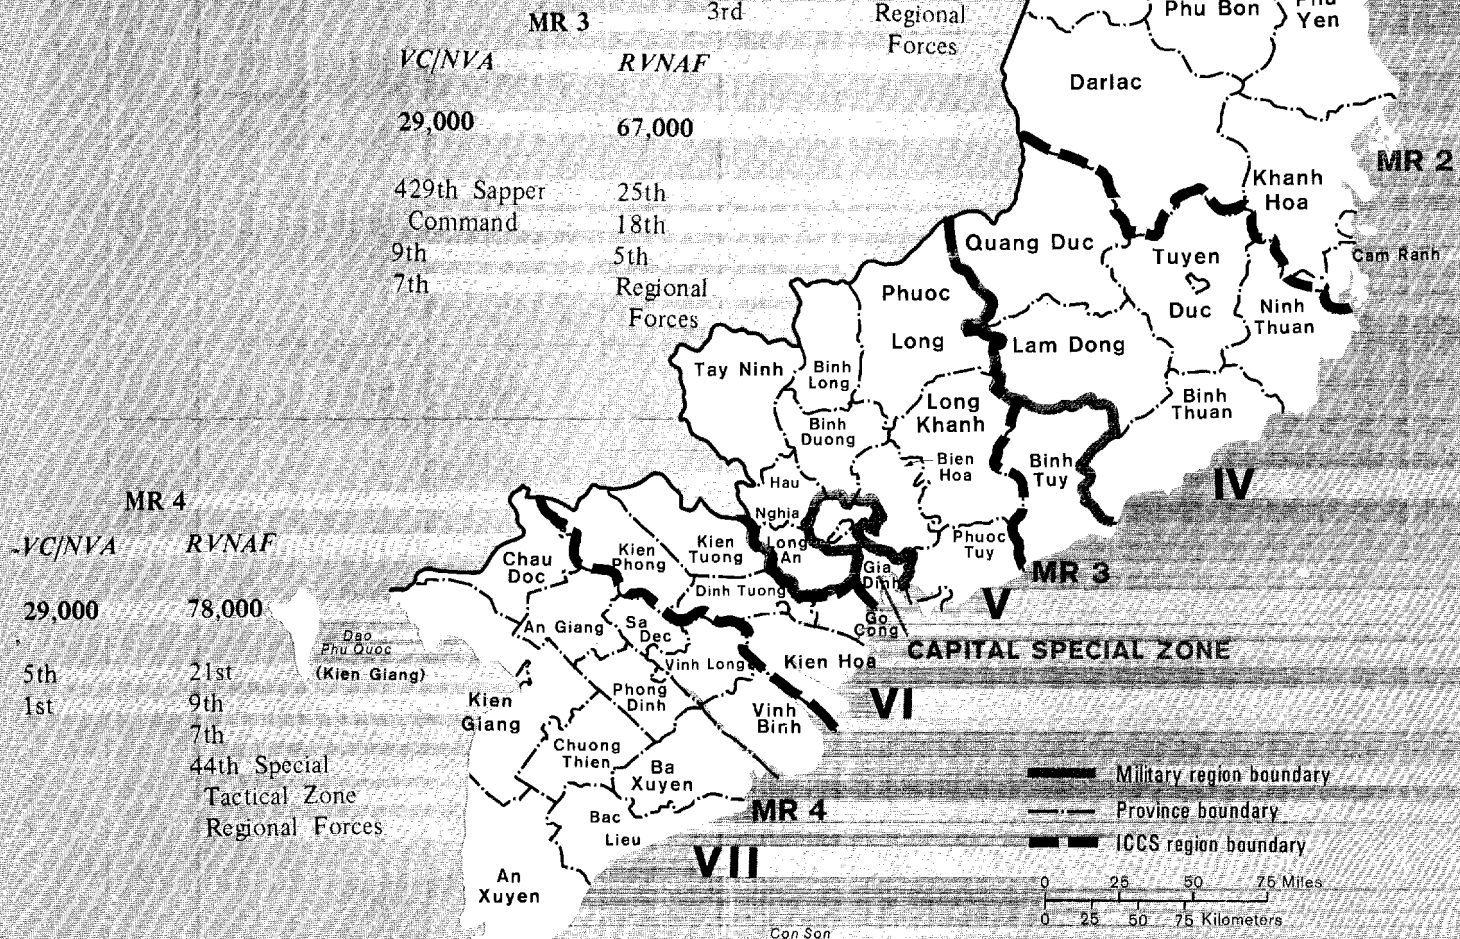 MR 3
3rd
Regional
Forces
VC/NVA
RVNAF
29,000
67,000
429th Sapper
Command
9th
7th
25th
18th
5th
Regional
Forces
Phu Bon
Yen
Darlac
MR 2
Khanh
Hoa
Cam Ranh
Quang Duc
Tuyen
Duc
Ninh
Thuan
Phuoc
Long
Lam Dong
Tay Ninh
Binh
Long
Binh
Thuan
Long
Khanh
Binh
Duong
Bien
Hoa
Binh
Tuy
IV
Hau
Nghia
Phuoc
Tuy
MR 3
V
Long
An
Gia
Dinh
Go
Cong
CAPITAL SPECIAL ZONE
MR 4
VC/NVA
RVNAF
29,000
78,000
5th
1st
21st
9th
7th
44th Special
Tactical Zone
Regional Forces
Chau
Doc
Kien
Phong
Kien
Tuong
Dinh Tuong
An Giang
Sa
Dec
Vinh Long
Kien Hoa
VI
Dao
Phu Quoc
(Kien Giang)
Kien
Giang
Phong
Dinh
Vinh
Binh
Chuong
Thien
Ba
Xuyen
Bac
Lieu
MR 4
VII
An
Xuyen
Con Son
Military region boundary
Province boundary
ICCS region boundary
0 25 50 75 Miles
0 25 50 75 Kilometers